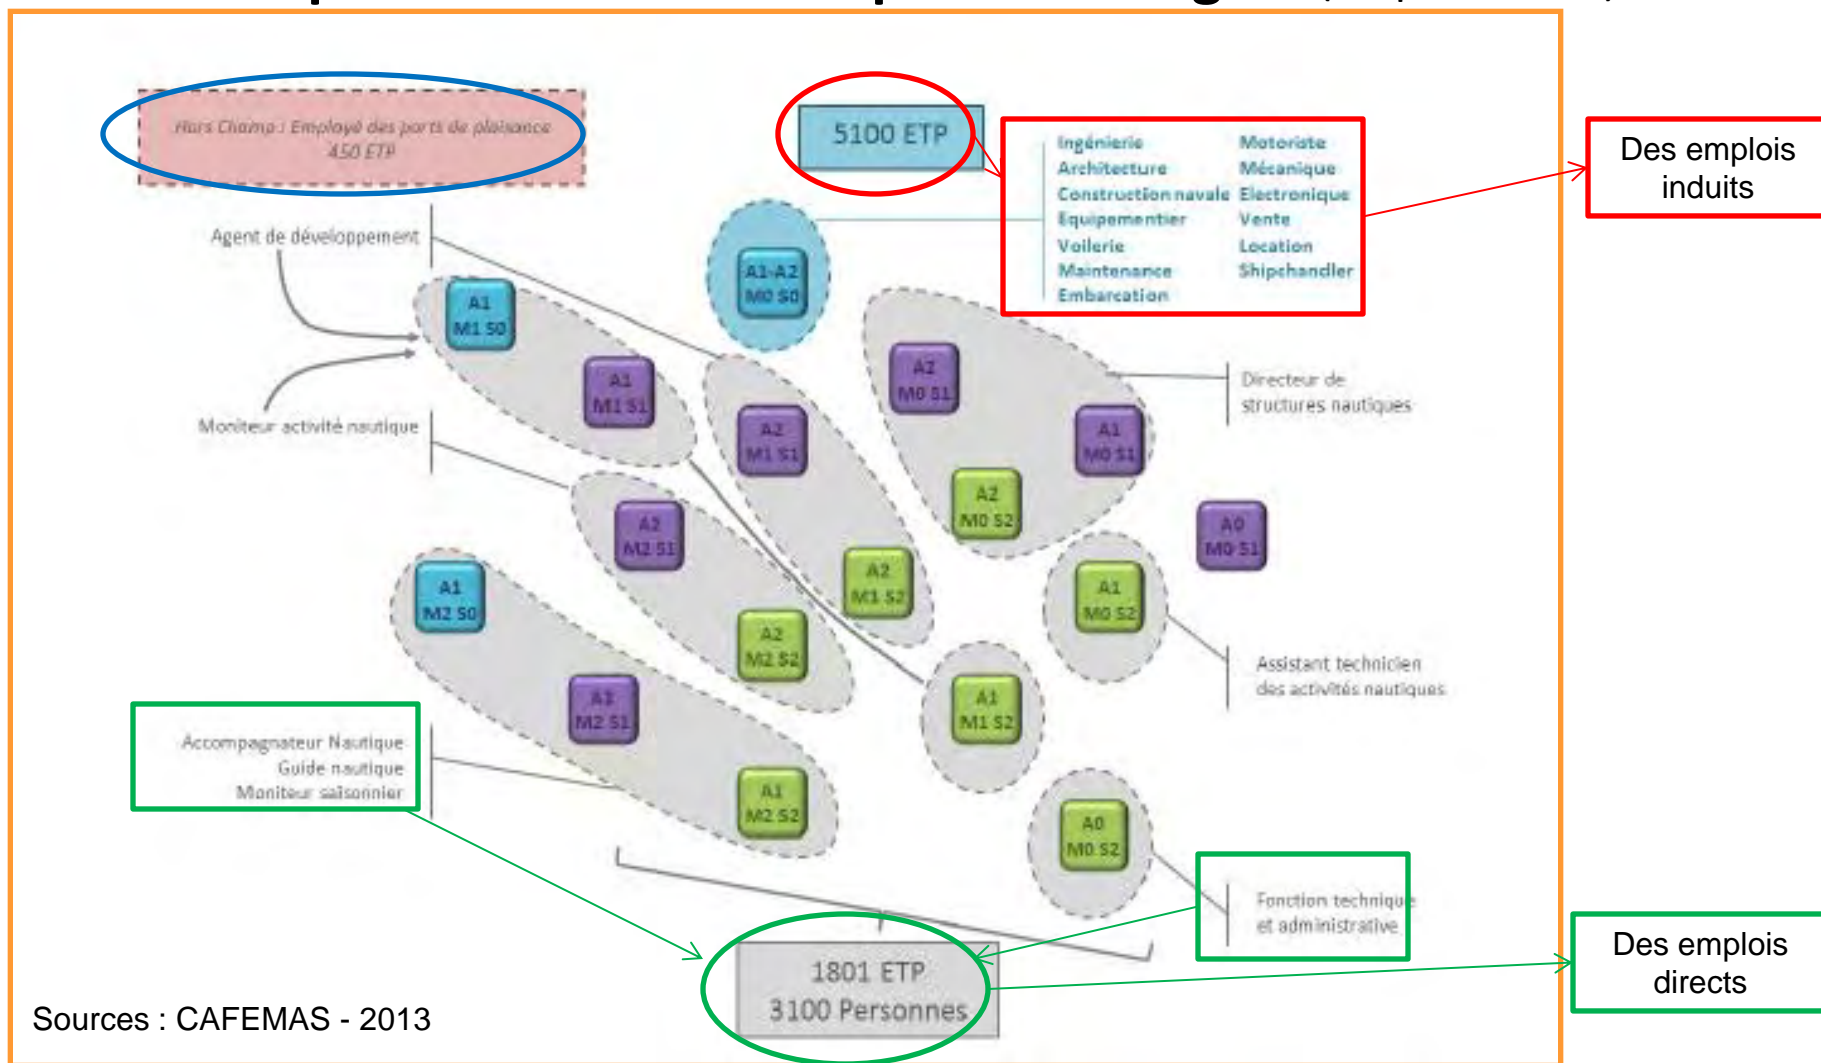 Hors Champ : Employé des ports de plaisance
450 ETP
5100 ETP
Ingénierie
Architecture
Construction navale
Equipementier
Voilerie
Maintenance
Embarcation
Motoriste
Mécanique
Electronique
Vente
Location
Shipchandler
Des emplois
induits
Agent de développement
A1-A2
M0 S0
A1
M1 S0
A1
M1 S1
A2
M0 S1
Directeur de
structures nautiques
Moniteur activité nautique
A2
M1 S1
A1
M0 S1
A2
M0 S2
A2
M2 S1
A0
M0 S1
A1
M2 S0
A2
M1 S2
A1
M0 S2
A2
M2 S2
Assistant technicien
des activités nautiques
A1
M2 S1
A1
M1 S2
Accompagnateur Nautique
Guide nautique
Moniteur saisonnier
A1
M2 S2
A0
M0 S2
Fonction technique
et administrative
1801 ETP
3100 Personnes
Des emplois
directs
Sources : CAFEMAS - 2013